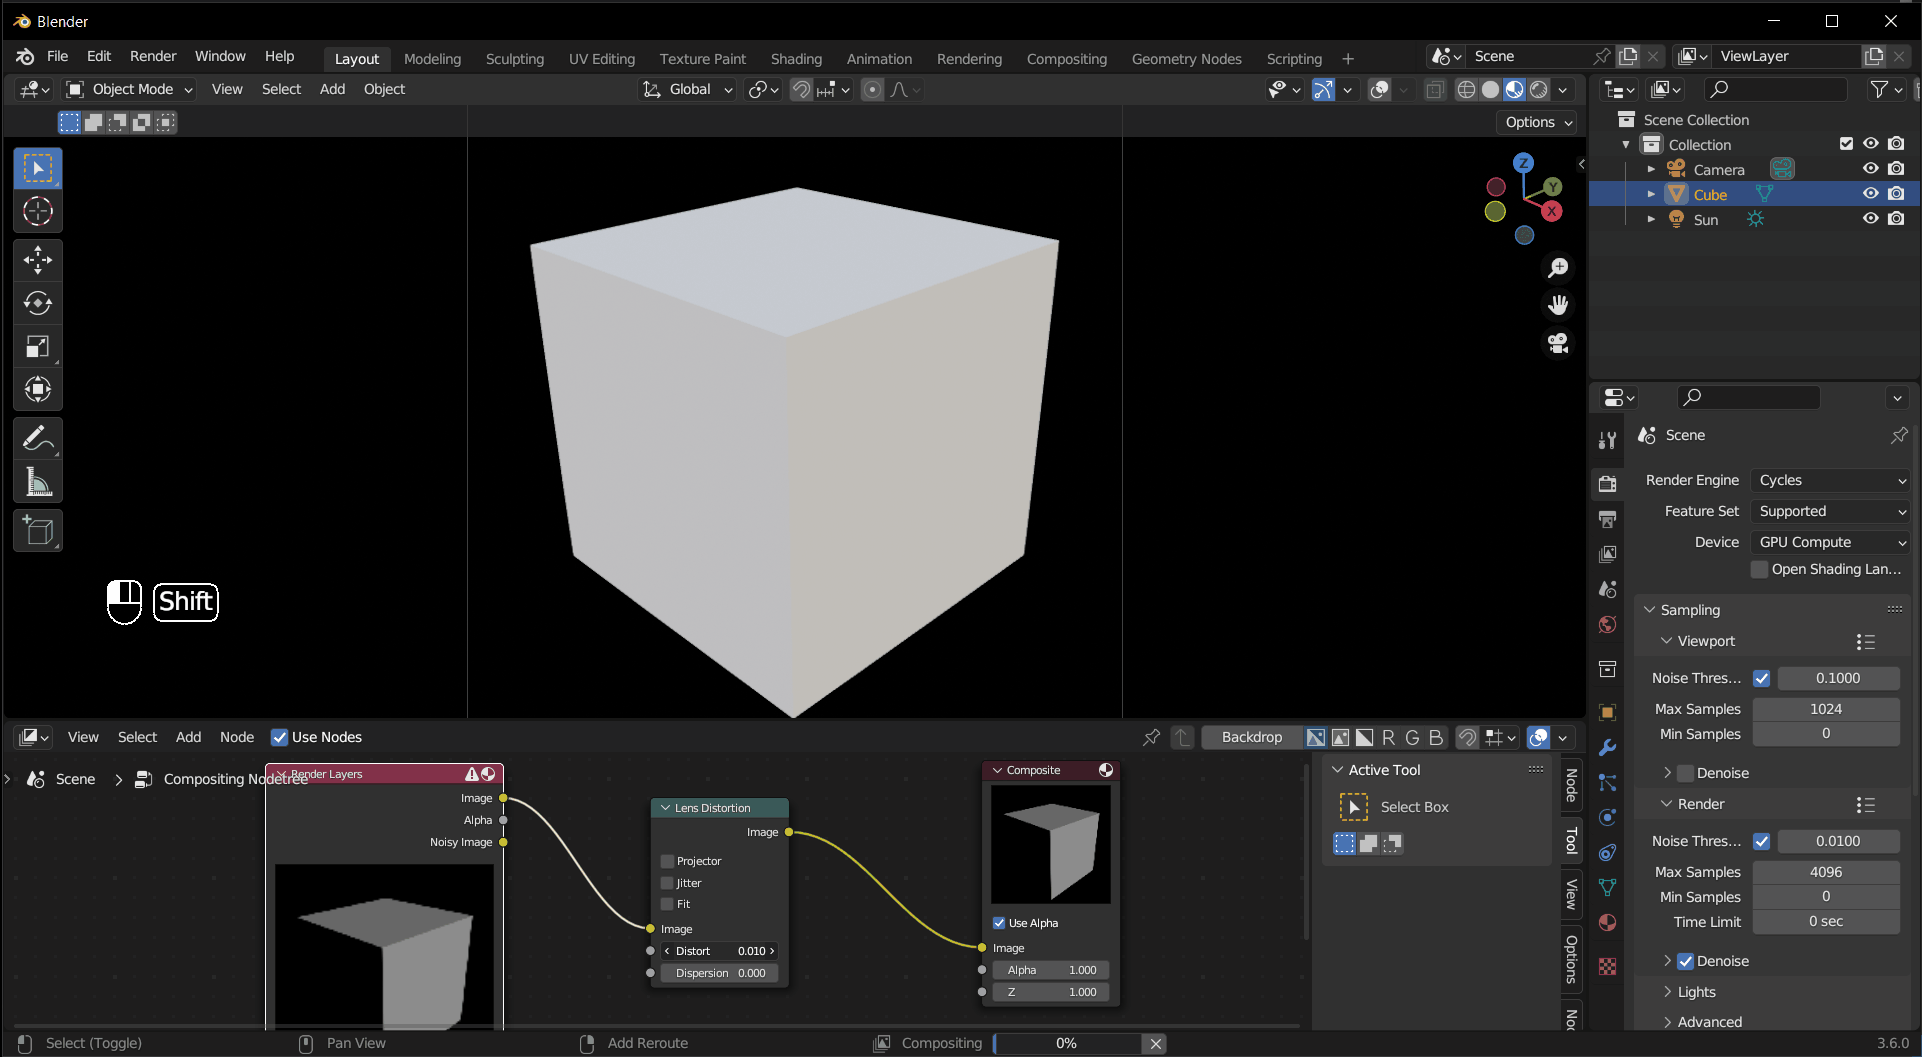 Blender
File Edit Render Window Help
Layout Modeling Sculpting UV Editing Texture Paint Shading Animation Rendering Compositing Geometry Nodes Scripting +
Scene
ViewLayer
Object Mode View Select Add Object
Global
Options
Z
Y
X
Scene Collection
Collection
Camera
Cube
Sun
Scene
Render Engine Cycles
Feature Set Supported
Device GPU Compute
Open Shading Lan...
Sampling
Viewport
Noise Thres... 0.1000
Max Samples 1024
Min Samples 0
Denoise
Render
Noise Thres... 0.0100
Max Samples 4096
Min Samples 0
Time Limit 0 sec
Denoise
Lights
Advanced
Shift
View Select Add Node Use Nodes
Backdrop R G B
Scene > Compositing Nodetree
Render Layers
Image
Alpha
Noisy Image
Lens Distortion
Image
Projector
Jitter
Fit
Image
Distort 0.010
Dispersion 0.000
Composite
Use Alpha
Image
Alpha 1.000
Z 1.000
Active Tool
Select Box
Node
Tool
View
Options
No
Select (Toggle) Pan View Add Reroute Compositing 0% 3.6.0